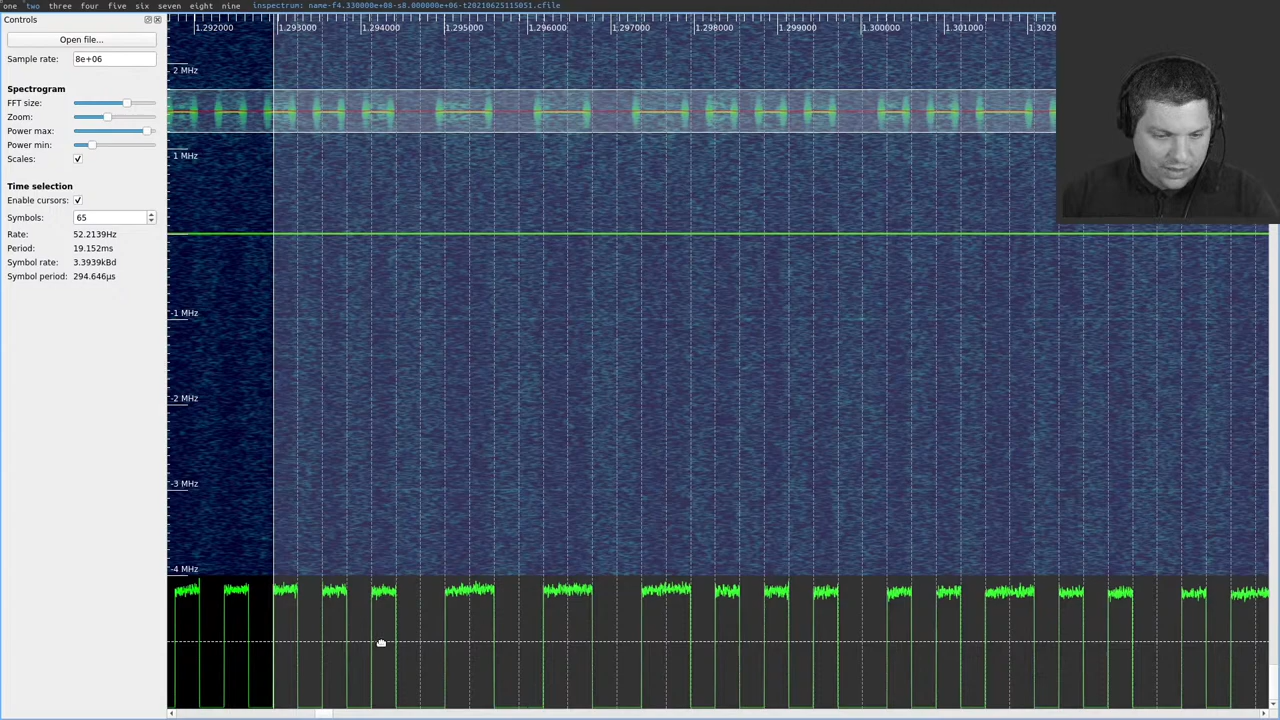 one two three four five six seven eight nine inspectrum: name-f4.330000e+08-s8.000000e+06-t20210625115051.cfile
Controls
Open file...
Sample rate: 8e+06
Spectrogram
FFT size:
Zoom:
Power max:
Power min:
Scales:
Time selection
Enable cursors:
Symbols: 65
Rate: 52.2139Hz
Period: 19.152ms
Symbol rate: 3.3939kBd
Symbol period: 294.646µs
1.292000 1.293000 1.294000 1.295000 1.296000 1.297000 1.298000 1.299000 1.300000 1.301000 1.302000
2 MHz
1 MHz
-1 MHz
-2 MHz
-3 MHz
-4 MHz